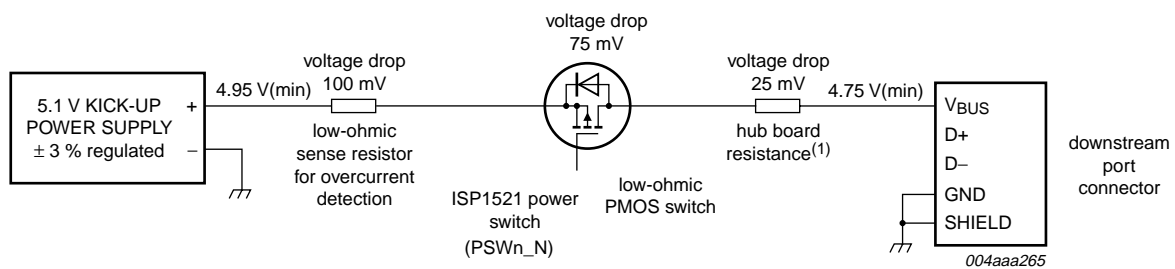 5.1 V KICK-UP
POWER SUPPLY
± 3 % regulated
+
−
4.95 V(min)
voltage drop
100 mV
low-ohmic
sense resistor
for overcurrent
detection
voltage drop
75 mV
ISP1521 power
switch
(PSWn_N)
low-ohmic
PMOS switch
voltage drop
25 mV
hub board
resistance(1)
4.75 V(min)
VBUS
D+
D−
GND
SHIELD
downstream
port
connector
004aaa265